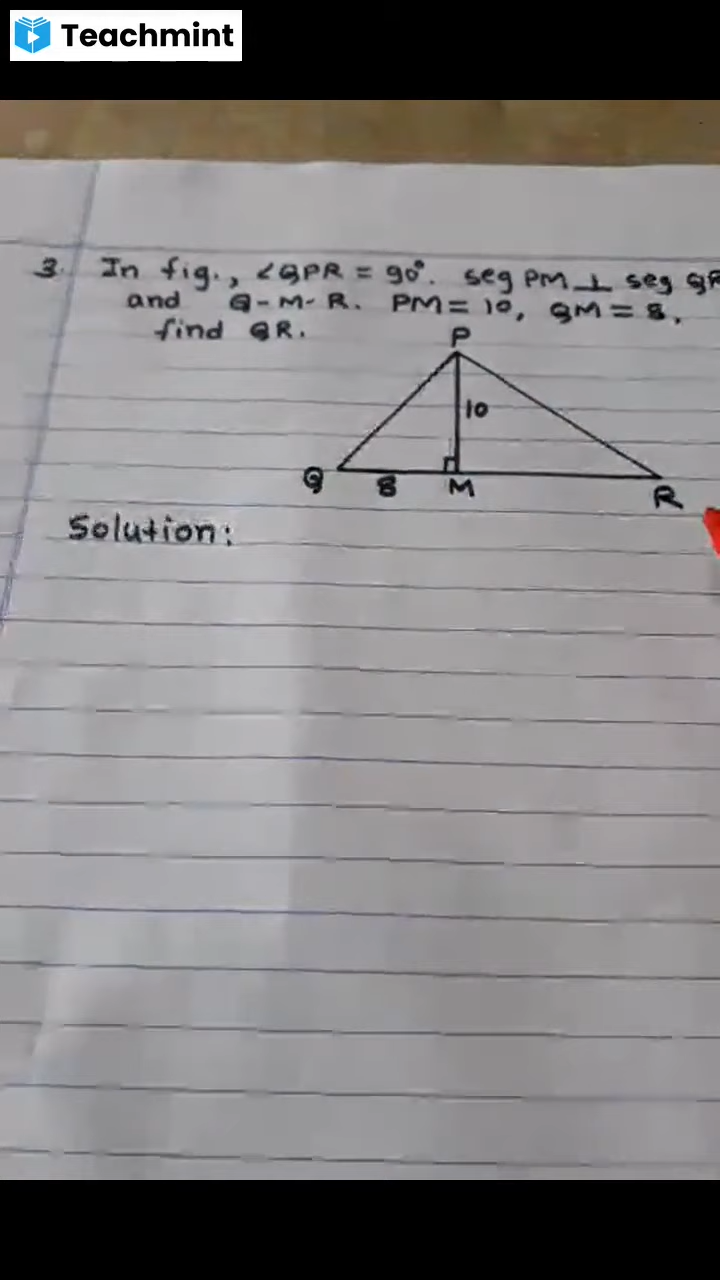 Teachmint
3. In fig., ∠QPR = 90°. seg PM ⊥ seg QR
and Q-M-R. PM = 10, QM = 8,
find QR.
P
10
Q 8 M R
Solution: